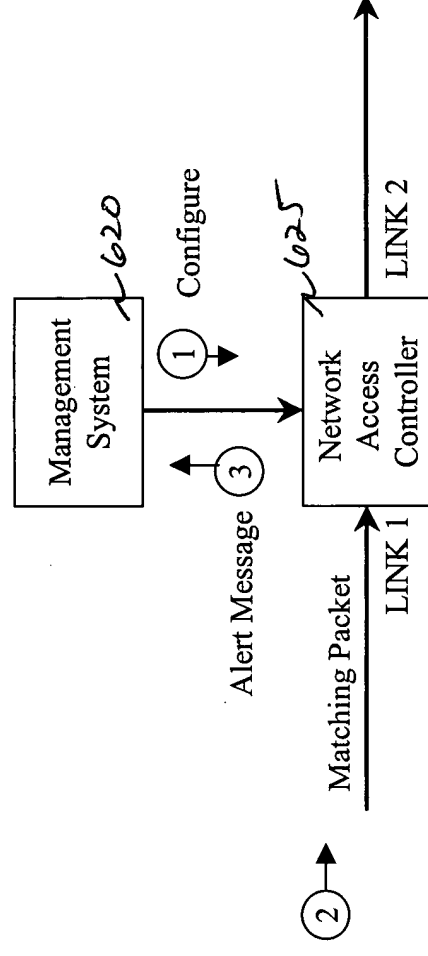 Management
System
620
1
Configure
3
Alert Message
625
Network
Access
Controller
Matching Packet
LINK 1
LINK 2
2